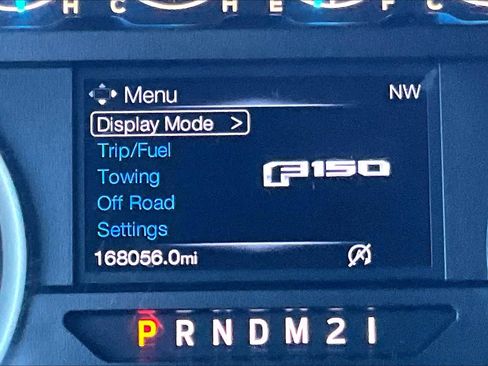 H C H E F C
Menu NW
Display Mode >
Trip/Fuel
Towing
F150
Off Road
Settings
168056.0mi
P R N D M 2 1